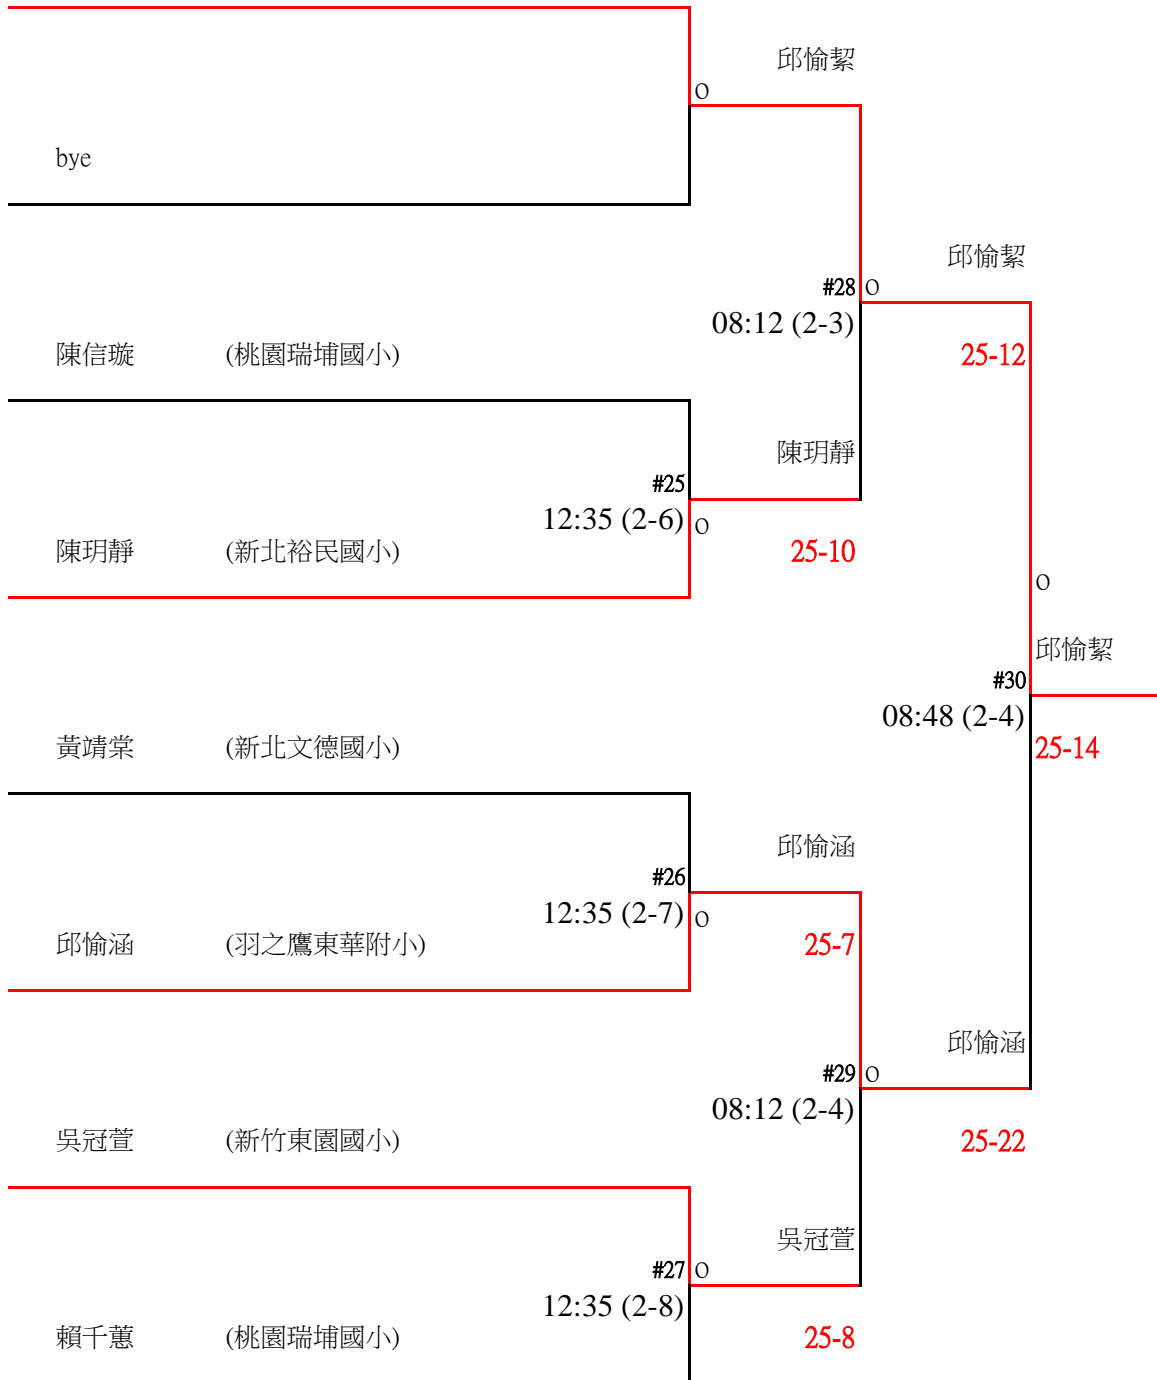 邱愉絜
O
bye
邱愉絜
#28 O
08:12 (2-3)
陳信璇 (桃園瑞埔國小) 25-12
陳玥靜
#25
12:35 (2-6) O
陳玥靜 (新北裕民國小) 25-10
O
邱愉絜
#30
08:48 (2-4)
黃靖棠 (新北文德國小) 25-14
邱愉涵
#26
12:35 (2-7) O
邱愉涵 (羽之鷹東華附小) 25-7
邱愉涵
#29 O
08:12 (2-4)
吳冠萱 (新竹東園國小) 25-22
吳冠萱
#27 O
12:35 (2-8)
賴千蕙 (桃園瑞埔國小) 25-8